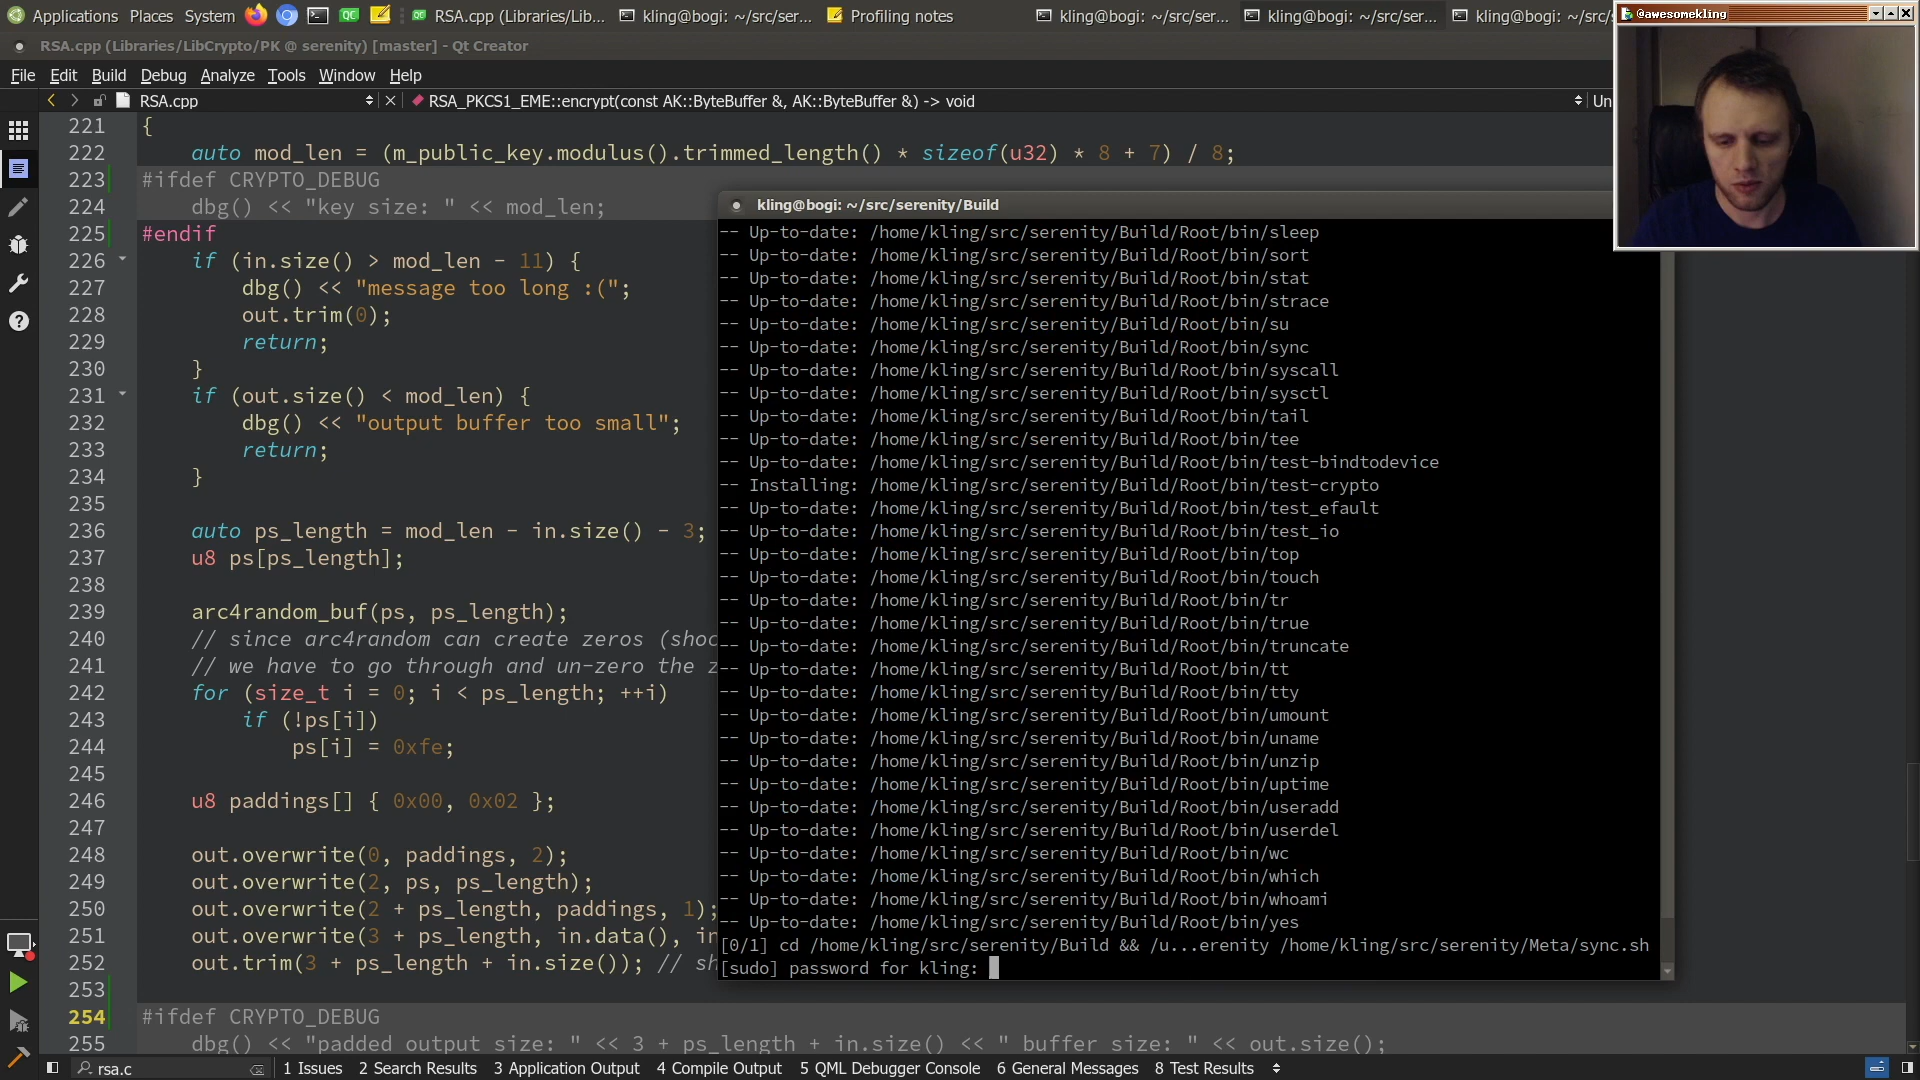 Applications Places System RSA.cpp (Libraries/Lib... kling@bogi: ~/src/ser... Profiling notes kling@bogi: ~/src/ser... kling@bogi: ~/src/ser... kling@bogi: ~/src/
@awesomekling
RSA.cpp (Libraries/LibCrypto/PK @ serenity) [master] - Qt Creator
File Edit Build Debug Analyze Tools Window Help
RSA.cpp RSA_PKCS1_EME::encrypt(const AK::ByteBuffer &, AK::ByteBuffer &) -> void Un
221 {
222 auto mod_len = (m_public_key.modulus().trimmed_length() * sizeof(u32) * 8 + 7) / 8;
223 #ifdef CRYPTO_DEBUG
224 dbg() << "key size: " << mod_len;
225 #endif
226 if (in.size() > mod_len - 11) {
227 dbg() << "message too long :(";
228 out.trim(0);
229 return;
230 }
231 if (out.size() < mod_len) {
232 dbg() << "output buffer too small";
233 return;
234 }
235
236 auto ps_length = mod_len - in.size() - 3;
237 u8 ps[ps_length];
238
239 arc4random_buf(ps, ps_length);
240 // since arc4random can create zeros (shoc
241 // we have to go through and un-zero the z
242 for (size_t i = 0; i < ps_length; ++i)
243 if (!ps[i])
244 ps[i] = 0xfe;
245
246 u8 paddings[] { 0x00, 0x02 };
247
248 out.overwrite(0, paddings, 2);
249 out.overwrite(2, ps, ps_length);
250 out.overwrite(2 + ps_length, paddings, 1);
251 out.overwrite(3 + ps_length, in.data(), in
252 out.trim(3 + ps_length + in.size()); // sh
253
254 #ifdef CRYPTO_DEBUG
255 dbg() << "padded output size: " << 3 + ps_length + in.size() << " buffer size: " << out.size();
kling@bogi: ~/src/serenity/Build
-- Up-to-date: /home/kling/src/serenity/Build/Root/bin/sleep
-- Up-to-date: /home/kling/src/serenity/Build/Root/bin/sort
-- Up-to-date: /home/kling/src/serenity/Build/Root/bin/stat
-- Up-to-date: /home/kling/src/serenity/Build/Root/bin/strace
-- Up-to-date: /home/kling/src/serenity/Build/Root/bin/su
-- Up-to-date: /home/kling/src/serenity/Build/Root/bin/sync
-- Up-to-date: /home/kling/src/serenity/Build/Root/bin/syscall
-- Up-to-date: /home/kling/src/serenity/Build/Root/bin/sysctl
-- Up-to-date: /home/kling/src/serenity/Build/Root/bin/tail
-- Up-to-date: /home/kling/src/serenity/Build/Root/bin/tee
-- Up-to-date: /home/kling/src/serenity/Build/Root/bin/test-bindtodevice
-- Installing: /home/kling/src/serenity/Build/Root/bin/test-crypto
-- Up-to-date: /home/kling/src/serenity/Build/Root/bin/test_efault
-- Up-to-date: /home/kling/src/serenity/Build/Root/bin/test_io
-- Up-to-date: /home/kling/src/serenity/Build/Root/bin/top
-- Up-to-date: /home/kling/src/serenity/Build/Root/bin/touch
-- Up-to-date: /home/kling/src/serenity/Build/Root/bin/tr
-- Up-to-date: /home/kling/src/serenity/Build/Root/bin/true
-- Up-to-date: /home/kling/src/serenity/Build/Root/bin/truncate
-- Up-to-date: /home/kling/src/serenity/Build/Root/bin/tt
-- Up-to-date: /home/kling/src/serenity/Build/Root/bin/tty
-- Up-to-date: /home/kling/src/serenity/Build/Root/bin/umount
-- Up-to-date: /home/kling/src/serenity/Build/Root/bin/uname
-- Up-to-date: /home/kling/src/serenity/Build/Root/bin/unzip
-- Up-to-date: /home/kling/src/serenity/Build/Root/bin/uptime
-- Up-to-date: /home/kling/src/serenity/Build/Root/bin/useradd
-- Up-to-date: /home/kling/src/serenity/Build/Root/bin/userdel
-- Up-to-date: /home/kling/src/serenity/Build/Root/bin/wc
-- Up-to-date: /home/kling/src/serenity/Build/Root/bin/which
-- Up-to-date: /home/kling/src/serenity/Build/Root/bin/whoami
-- Up-to-date: /home/kling/src/serenity/Build/Root/bin/yes
[0/1] cd /home/kling/src/serenity/Build && /u...erenity /home/kling/src/serenity/Meta/sync.sh
[sudo] password for kling:
rsa.c 1 Issues 2 Search Results 3 Application Output 4 Compile Output 5 QML Debugger Console 6 General Messages 8 Test Results